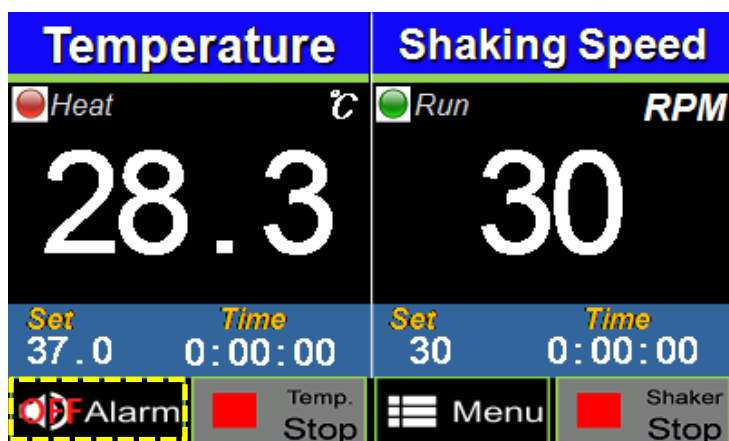 Temperature
Shaking Speed
Heat
℃
Run
RPM
28.3
30
Set
Time
Set
Time
37.0
0:00:00
30
0:00:00
OFF Alarm
Temp.
Stop
Menu
Shaker
Stop